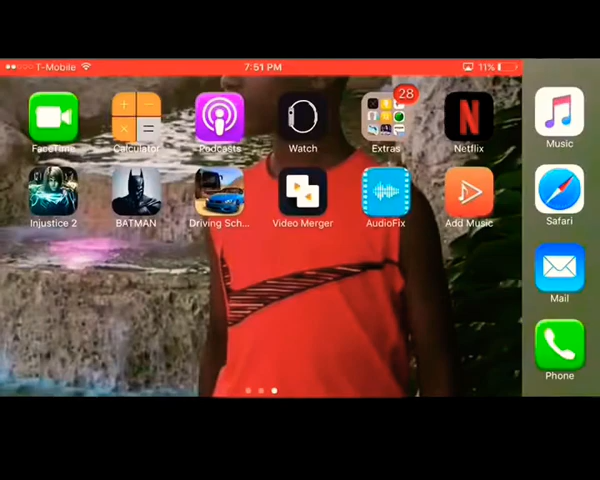 T-Mobile 7:51 PM 11%
28
FaceTime Calculator Podcasts Watch Extras Netflix Music
Injustice 2 BATMAN Driving Sch... Video Merger AudioFix Add Music Safari
Mail
Phone